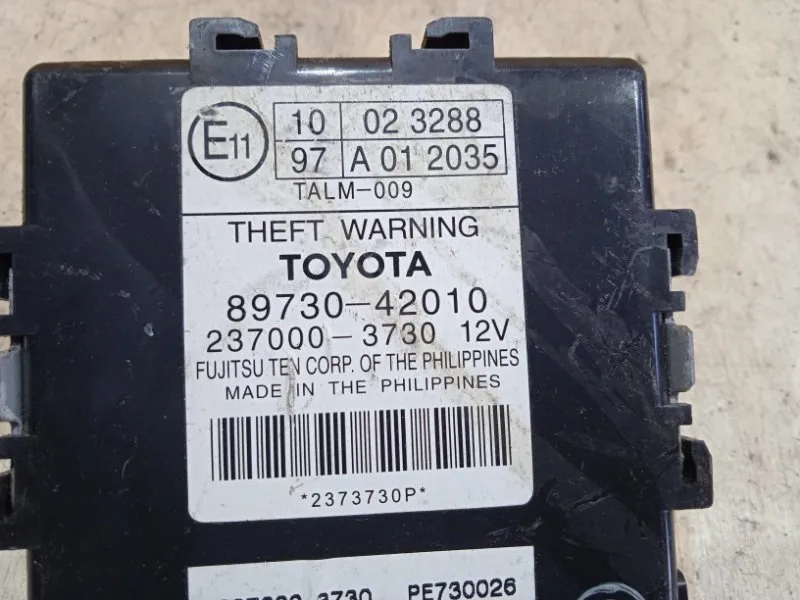 E11
10 02 3288
97 A 01 2035
TALM-009
THEFT WARNING
TOYOTA
89730-42010
237000-3730 12V
FUJITSU TEN CORP. OF THE PHILIPPINES
MADE IN THE PHILIPPINES
*2373730P*
3730 PE730026